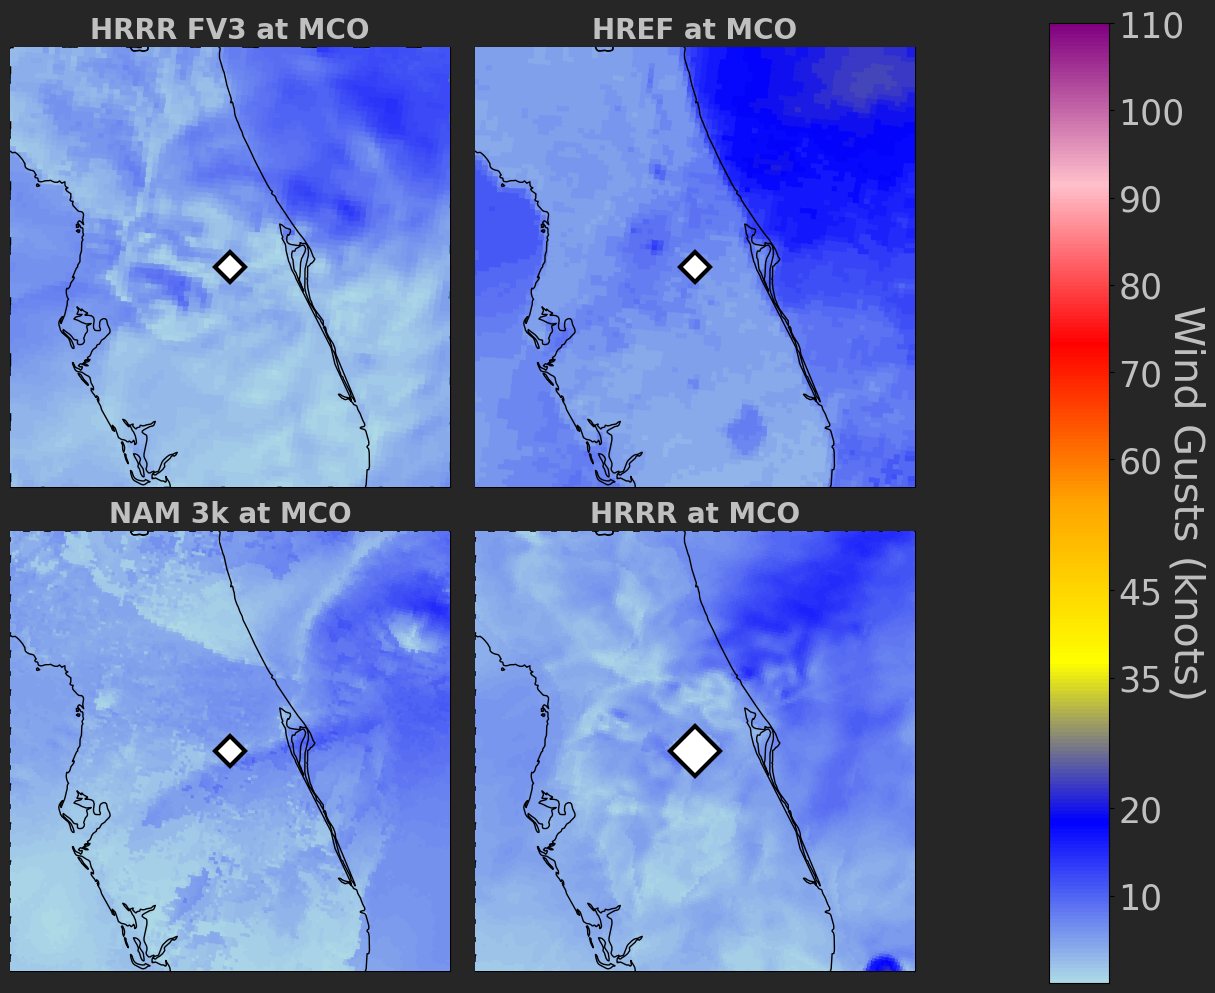 HRRR FV3 at MCO
HREF at MCO
NAM 3k at MCO
HRRR at MCO
110
100
90
80
70
60
45
35
20
10
Wind Gusts (knots)